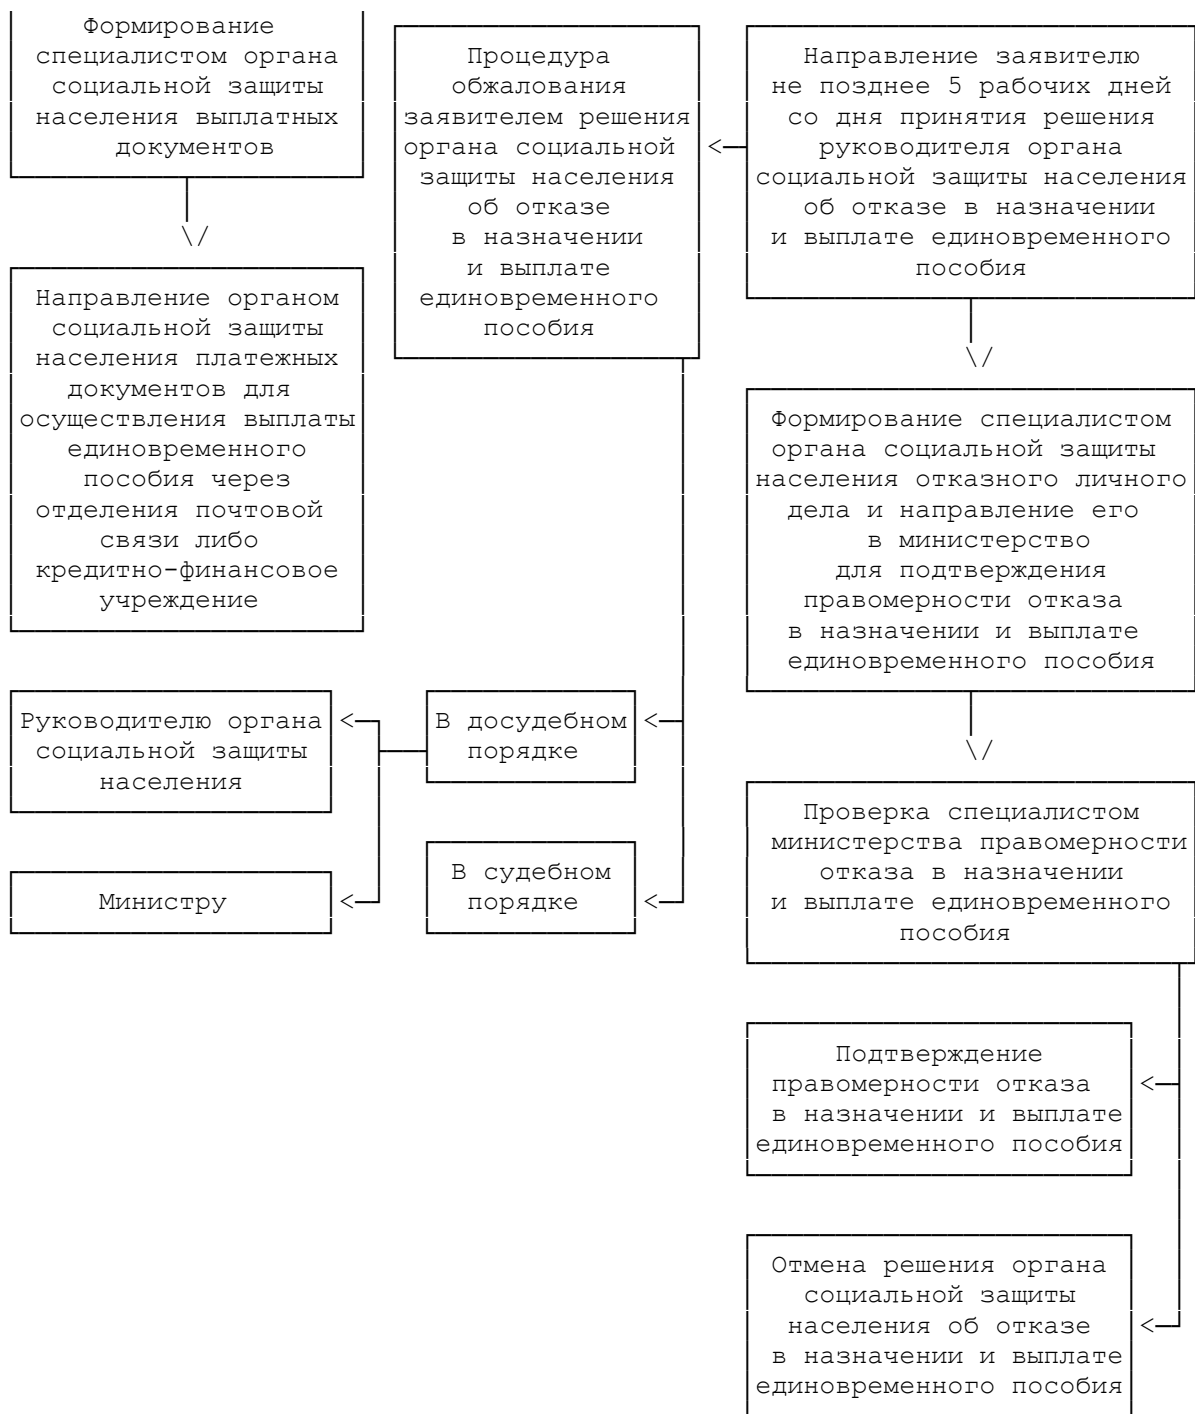 Формирование
специалистом органа
социальной защиты
населения выплатных
документов
\/
Направление органом
социальной защиты
населения платежных
документов для
осуществления выплаты
единовременного
пособия через
отделения почтовой
связи либо
кредитно-финансовое
учреждение
Процедура
обжалования
заявителем решения
органа социальной
защиты населения
об отказе
в назначении
и выплате
единовременного
пособия
<
Направление заявителю
не позднее 5 рабочих дней
со дня принятия решения
руководителя органа
социальной защиты населения
об отказе в назначении
и выплате единовременного
пособия
\/
Формирование специалистом
органа социальной защиты
населения отказного личного
дела и направление его
в министерство
для подтверждения
правомерности отказа
в назначении и выплате
единовременного пособия
\/
Руководителю органа
социальной защиты
населения
<
В досудебном
порядке
<
Министру
<
В судебном
порядке
<
Проверка специалистом
министерства правомерности
отказа в назначении
и выплате единовременного
пособия
Подтверждение
правомерности отказа
в назначении и выплате
единовременного пособия
<
Отмена решения органа
социальной защиты
населения об отказе
в назначении и выплате
единовременного пособия
<